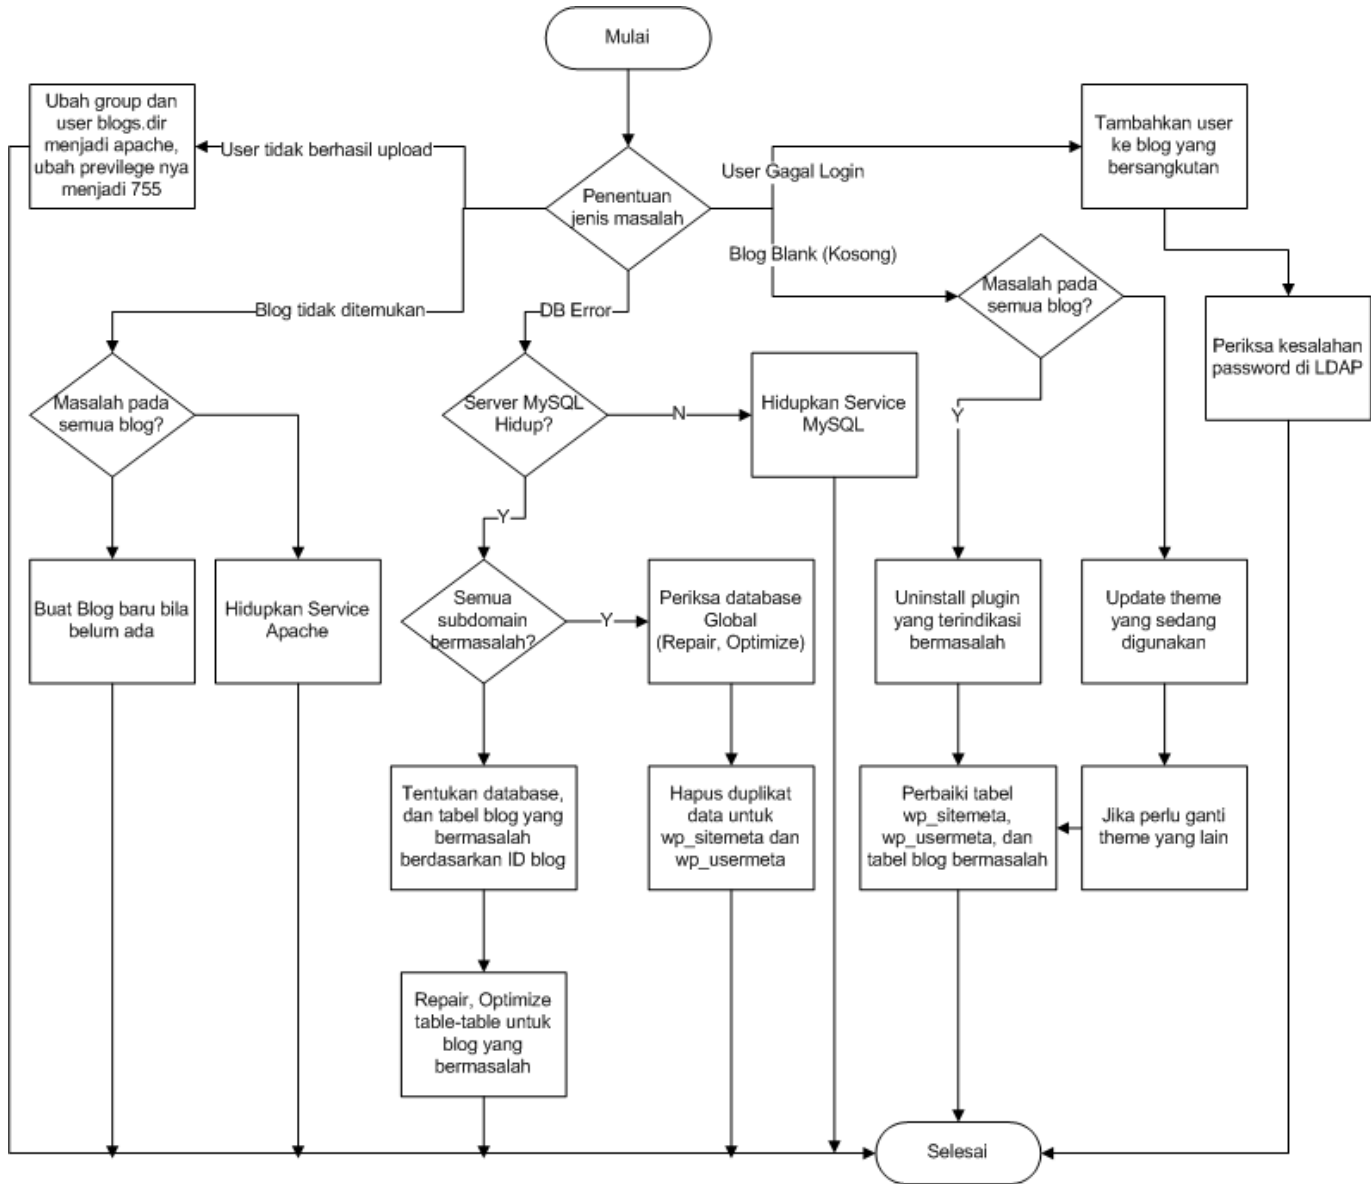 Mulai
Ubah group dan
user blogs.dir
menjadi apache,
ubah previlege nya
menjadi 755
User tidak berhasil upload
Penentuan
jenis masalah
User Gagal Login
Tambahkan user
ke blog yang
bersangkutan
Blog Blank (Kosong)
Masalah pada
semua blog?
Periksa kesalahan
password di LDAP
Blog tidak ditemukan
DB Error
Masalah pada
semua blog?
Server MySQL
Hidup?
N
Hidupkan Service
MySQL
Y
Y
Buat Blog baru bila
belum ada
Hidupkan Service
Apache
Semua
subdomain
bermasalah?
Y
Periksa database
Global
(Repair, Optimize)
Uninstall plugin
yang terindikasi
bermasalah
Update theme
yang sedang
digunakan
Tentukan database,
dan tabel blog yang
bermasalah
berdasarkan ID blog
Hapus duplikat
data untuk
wp_sitemeta dan
wp_usermeta
Perbaiki tabel
wp_sitemeta,
wp_usermeta, dan
tabel blog bermasalah
Jika perlu ganti
theme yang lain
Repair, Optimize
table-table untuk
blog yang
bermasalah
Selesai